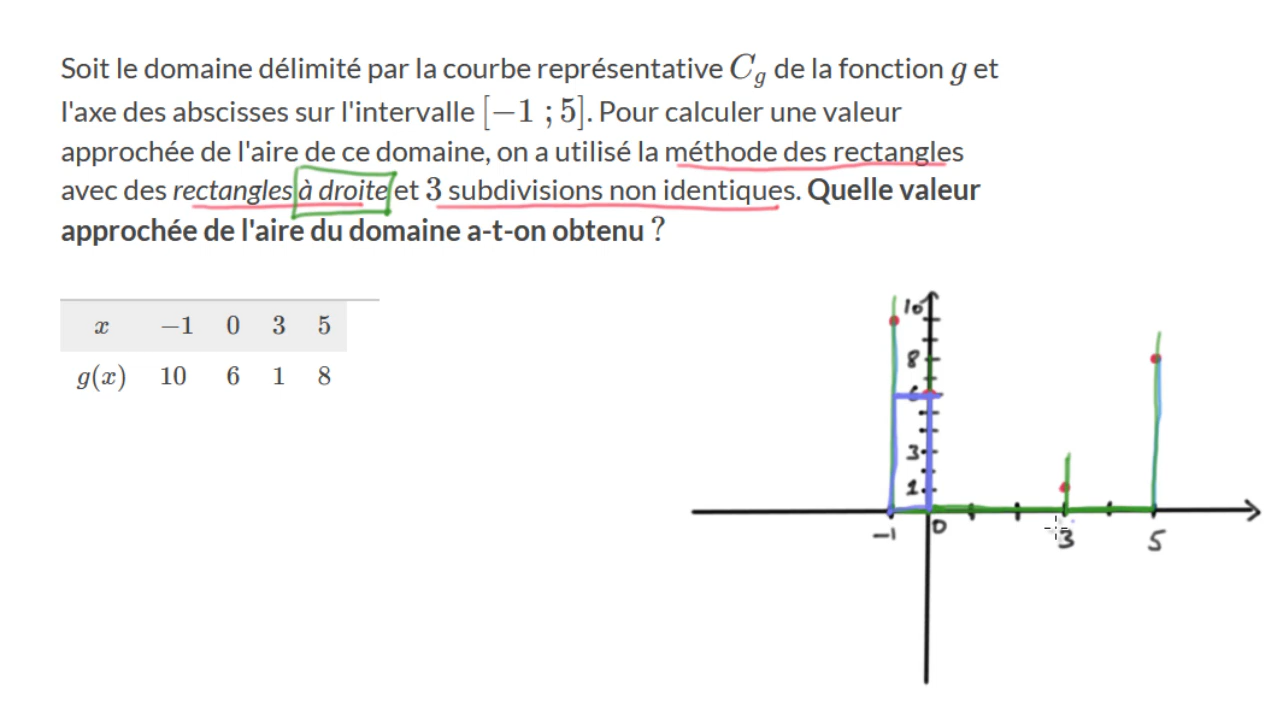 Soit le domaine délimité par la courbe représentative C_g de la fonction g et
l'axe des abscisses sur l'intervalle [−1 ; 5]. Pour calculer une valeur
approchée de l'aire de ce domaine, on a utilisé la méthode des rectangles
avec des rectangles à droite et 3 subdivisions non identiques. Quelle valeur
approchée de l'aire du domaine a-t-on obtenu ?
x −1 0 3 5
g(x) 10 6 1 8
10
8
6
3
1
−1 0 3 5